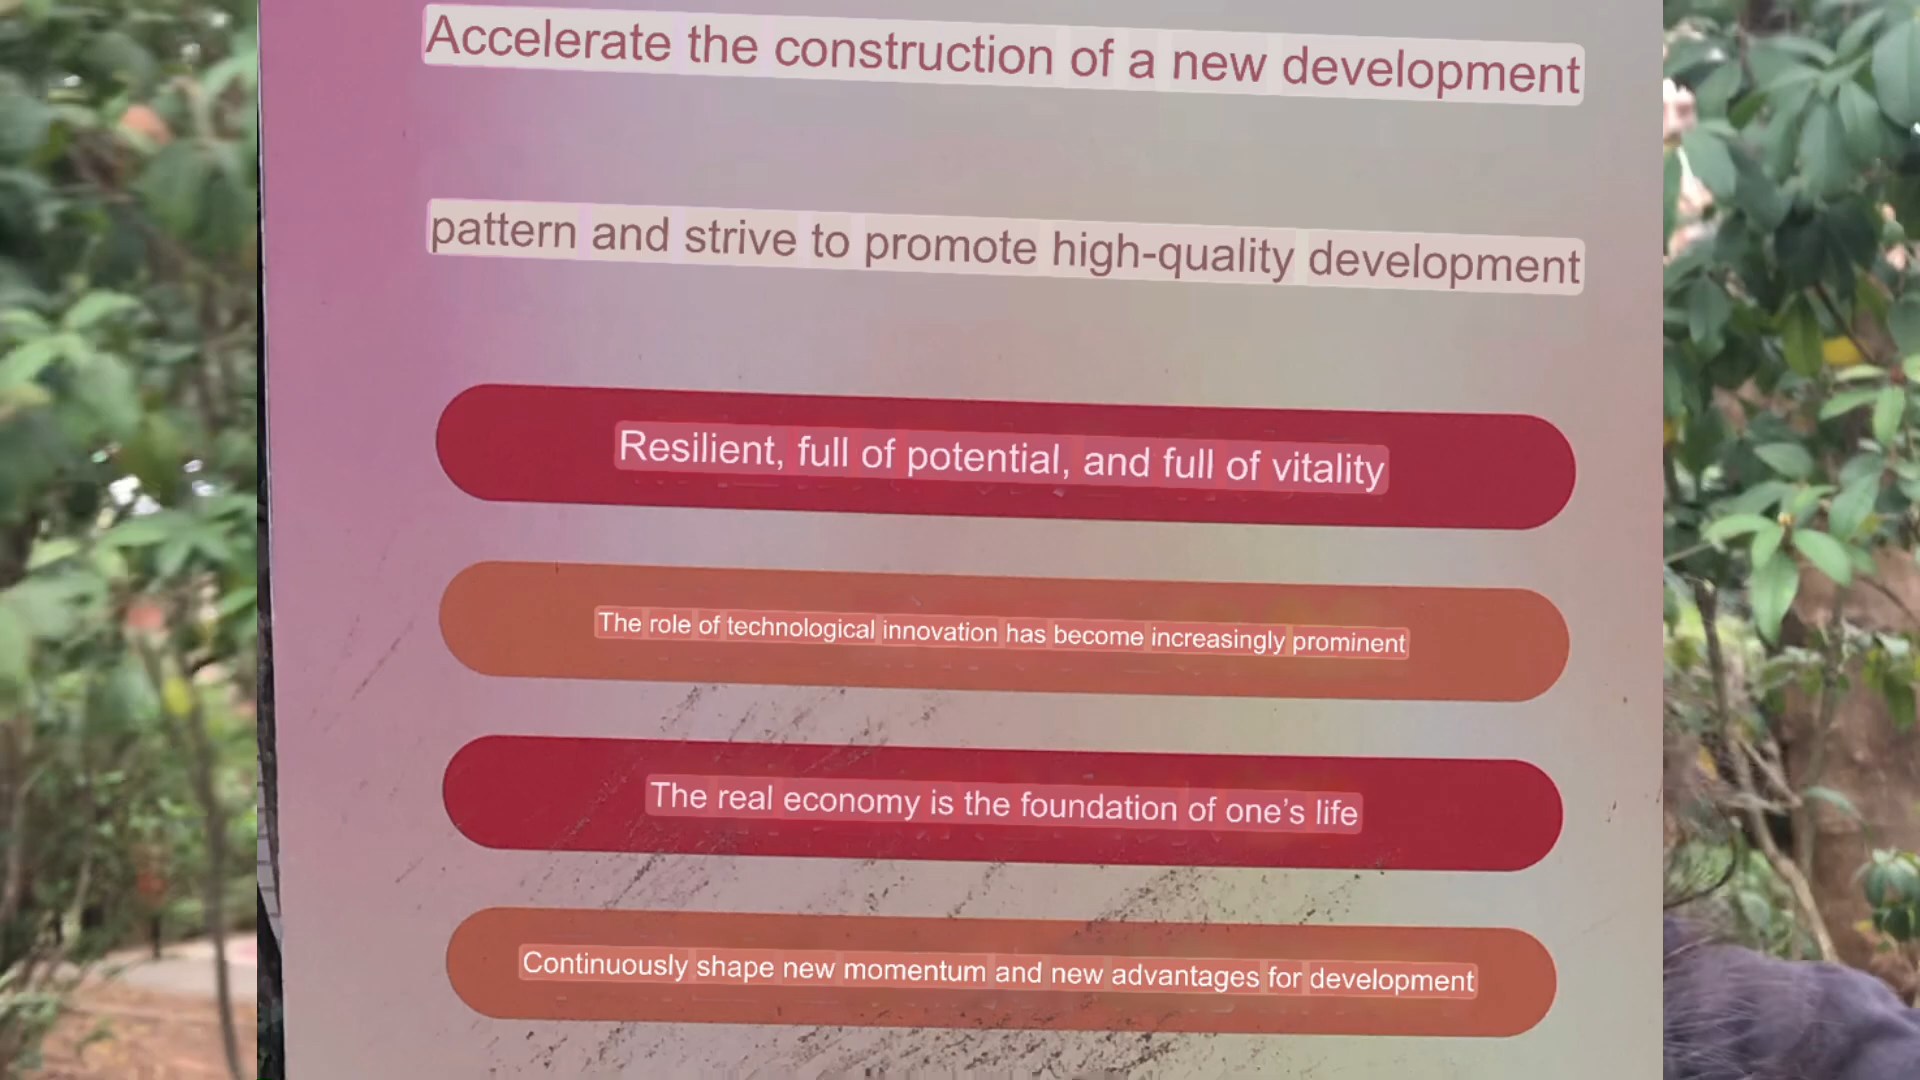 Accelerate the construction of a new development
pattern and strive to promote high-quality development
Resilient, full of potential, and full of vitality
The role of technological innovation has become increasingly prominent
The real economy is the foundation of one’s life
Continuously shape new momentum and new advantages for development